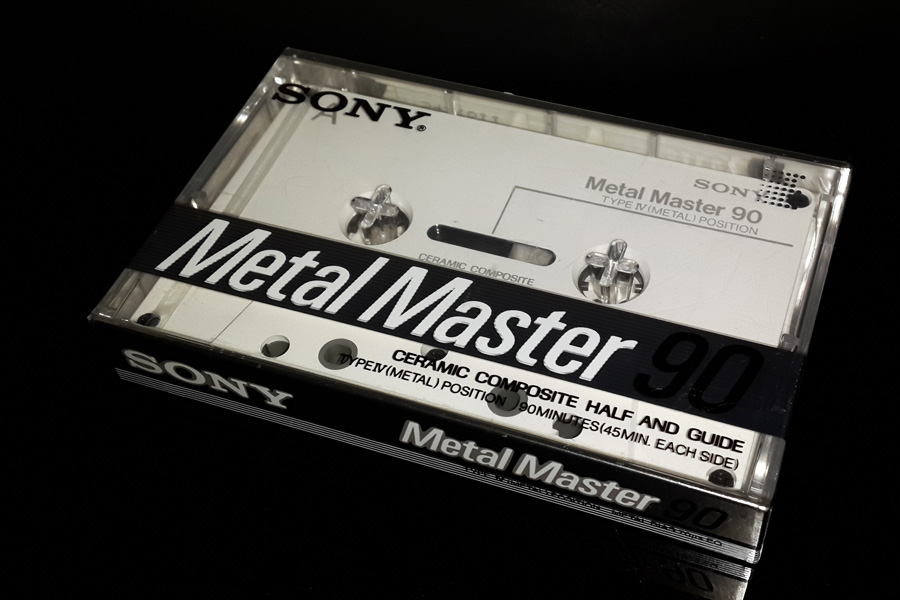 SONY®
A
SONY
Metal Master 90
TYPE IV (METAL) POSITION
CERAMIC COMPOSITE
Metal Master 90
CERAMIC COMPOSITE HALF AND GUIDE
TYPE IV (METAL) POSITION 90MINUTES (45MIN. EACH SIDE)
SONY
Metal Master 90